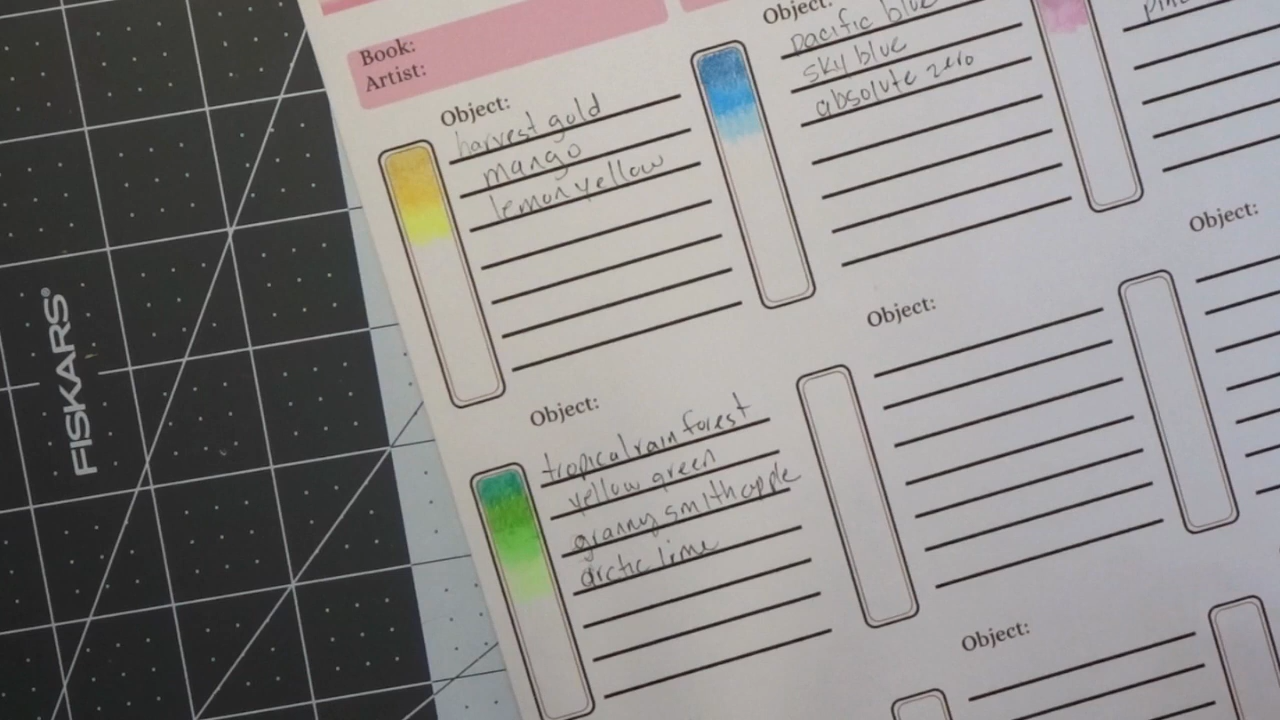 Book:
Artist:
Object:
harvest gold
mango
lemon yellow
Object:
pacific blue
sky blue
absolute zero
Object:
tropical rain forest
yellow green
granny smith apple
arctic lime
Object:
Object:
Object:
FISKARS®